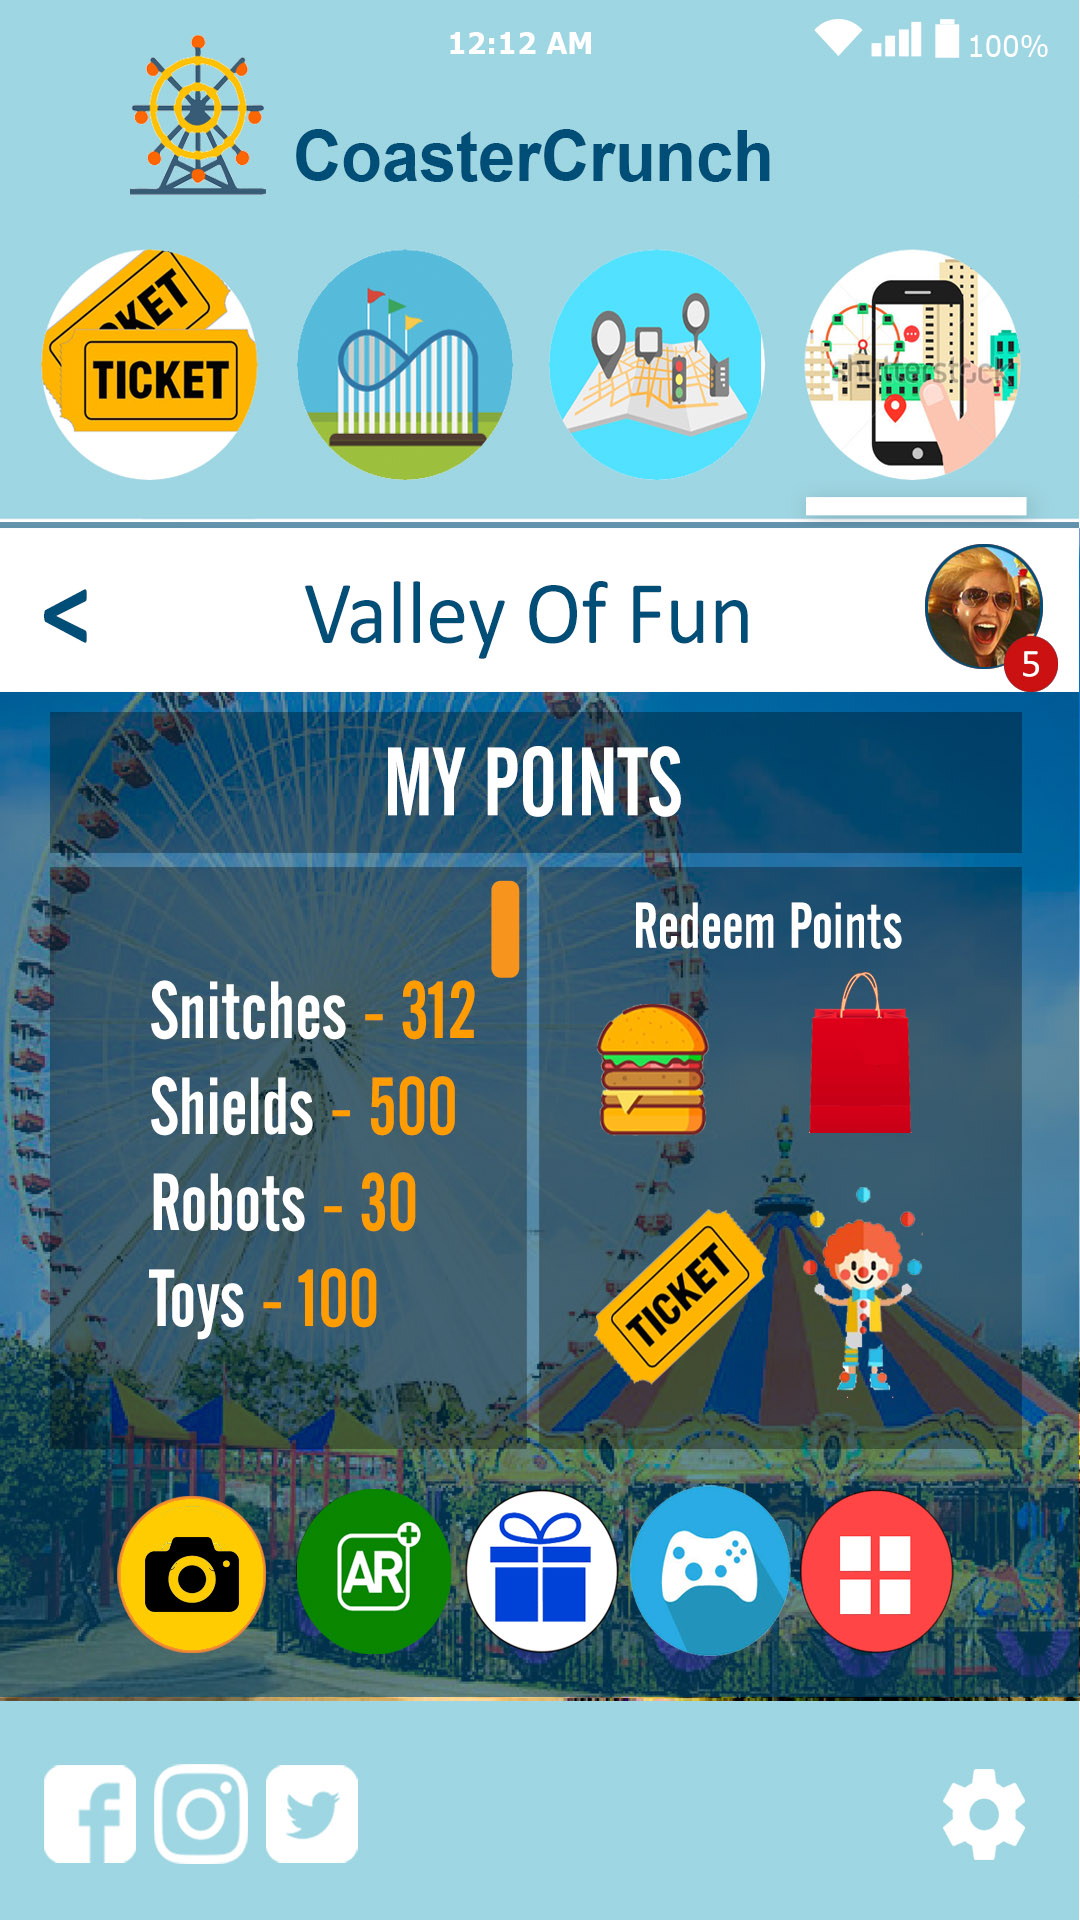 12:12 AM
100%
CoasterCrunch
TICKET
KET
shutterstock
< Valley Of Fun
5
MY POINTS
Snitches - 312
Shields - 500
Robots - 30
Toys - 100
Redeem Points
TICKET
AR+